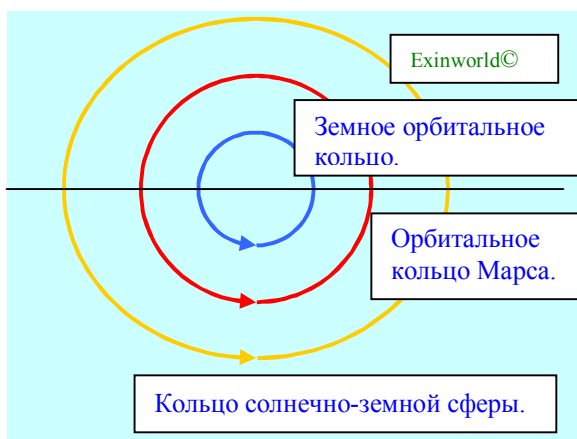 Exinworld©
Земное орбитальное
кольцо.
Орбитальное
кольцо Марса.
Кольцо солнечно-земной сферы.